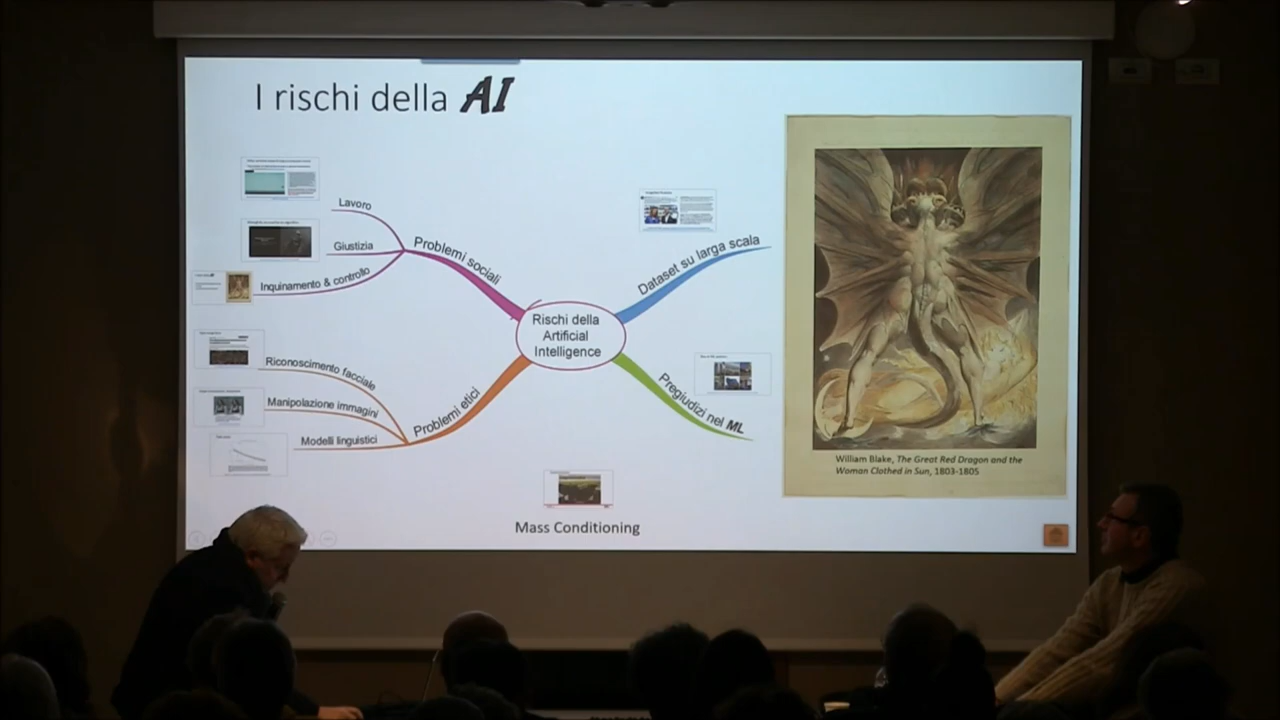 I rischi della AI
Lavoro
Giustizia
Inquinamento & controllo
Problemi sociali
Riconoscimento facciale
Manipolazione immagini
Modelli linguistici
Problemi etici
Rischi della
Artificial
Intelligence
Dataset su larga scala
Pregiudizi nel ML
Mass Conditioning
William Blake, The Great Red Dragon and the
Woman Clothed in Sun, 1803-1805